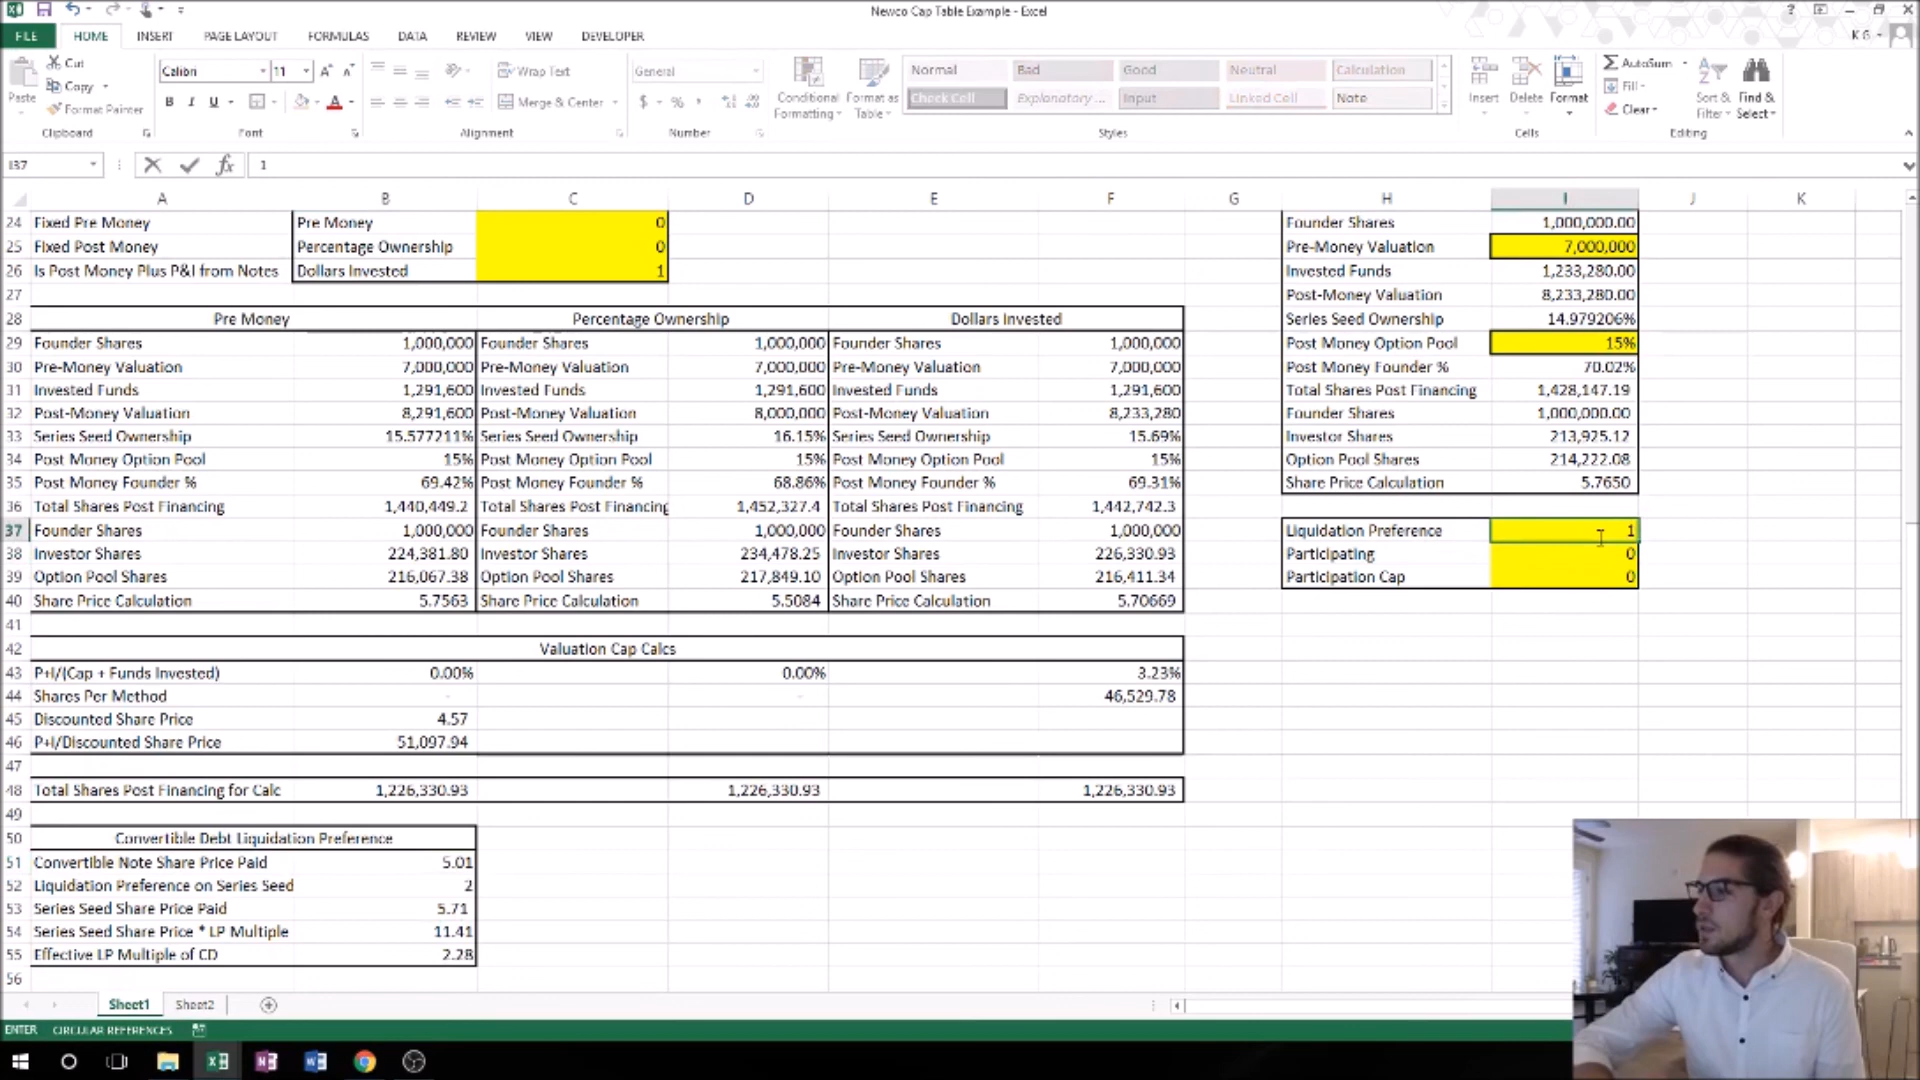 Newco Cap Table Example - Excel
FILE HOME INSERT PAGE LAYOUT FORMULAS DATA REVIEW VIEW DEVELOPER K G
Paste Cut Copy Format Painter Clipboard
Calibri 11 B I U Font
Wrap Text Merge & Center Alignment
General $ % , Number
Conditional Formatting Format as Table
Normal Bad Good Neutral Calculation
Check Cell Explanatory ... Input Linked Cell Note
Styles
Insert Delete Format Cells
AutoSum Fill Clear Sort & Filter Find & Select Editing
I37 fx 1
A B C D E F G H I J K
24 Fixed Pre Money Pre Money 0 Founder Shares 1,000,000.00
25 Fixed Post Money Percentage Ownership 0 Pre-Money Valuation 7,000,000
26 Is Post Money Plus P&I from Notes Dollars Invested 1 Invested Funds 1,233,280.00
27 Post-Money Valuation 8,233,280.00
28 Pre Money Percentage Ownership Dollars Invested Series Seed Ownership 14.979206%
29 Founder Shares 1,000,000 Founder Shares 1,000,000 Founder Shares 1,000,000 Post Money Option Pool 15%
30 Pre-Money Valuation 7,000,000 Pre-Money Valuation 7,000,000 Pre-Money Valuation 7,000,000 Post Money Founder % 70.02%
31 Invested Funds 1,291,600 Invested Funds 1,291,600 Invested Funds 1,291,600 Total Shares Post Financing 1,428,147.19
32 Post-Money Valuation 8,291,600 Post-Money Valuation 8,000,000 Post-Money Valuation 8,233,280 Founder Shares 1,000,000.00
33 Series Seed Ownership 15.577211% Series Seed Ownership 16.15% Series Seed Ownership 15.69% Investor Shares 213,925.12
34 Post Money Option Pool 15% Post Money Option Pool 15% Post Money Option Pool 15% Option Pool Shares 214,222.08
35 Post Money Founder % 69.42% Post Money Founder % 68.86% Post Money Founder % 69.31% Share Price Calculation 5.7650
36 Total Shares Post Financing 1,440,449.2 Total Shares Post Financing 1,452,327.4 Total Shares Post Financing 1,442,742.3
37 Founder Shares 1,000,000 Founder Shares 1,000,000 Founder Shares 1,000,000 Liquidation Preference 1
38 Investor Shares 224,381.80 Investor Shares 234,478.25 Investor Shares 226,330.93 Participating 0
39 Option Pool Shares 216,067.38 Option Pool Shares 217,849.10 Option Pool Shares 216,411.34 Participation Cap 0
40 Share Price Calculation 5.7563 Share Price Calculation 5.5084 Share Price Calculation 5.70669
41
42 Valuation Cap Calcs
43 P+I/(Cap + Funds Invested) 0.00% 0.00% 3.23%
44 Shares Per Method - - 46,529.78
45 Discounted Share Price 4.57
46 P+I/Discounted Share Price 51,097.94
47
48 Total Shares Post Financing for Calc 1,226,330.93 1,226,330.93 1,226,330.93
49
50 Convertible Debt Liquidation Preference
51 Convertible Note Share Price Paid 5.01
52 Liquidation Preference on Series Seed 2
53 Series Seed Share Price Paid 5.71
54 Series Seed Share Price * LP Multiple 11.41
55 Effective LP Multiple of CD 2.28
56
Sheet1 Sheet2
ENTER CIRCULAR REFERENCES